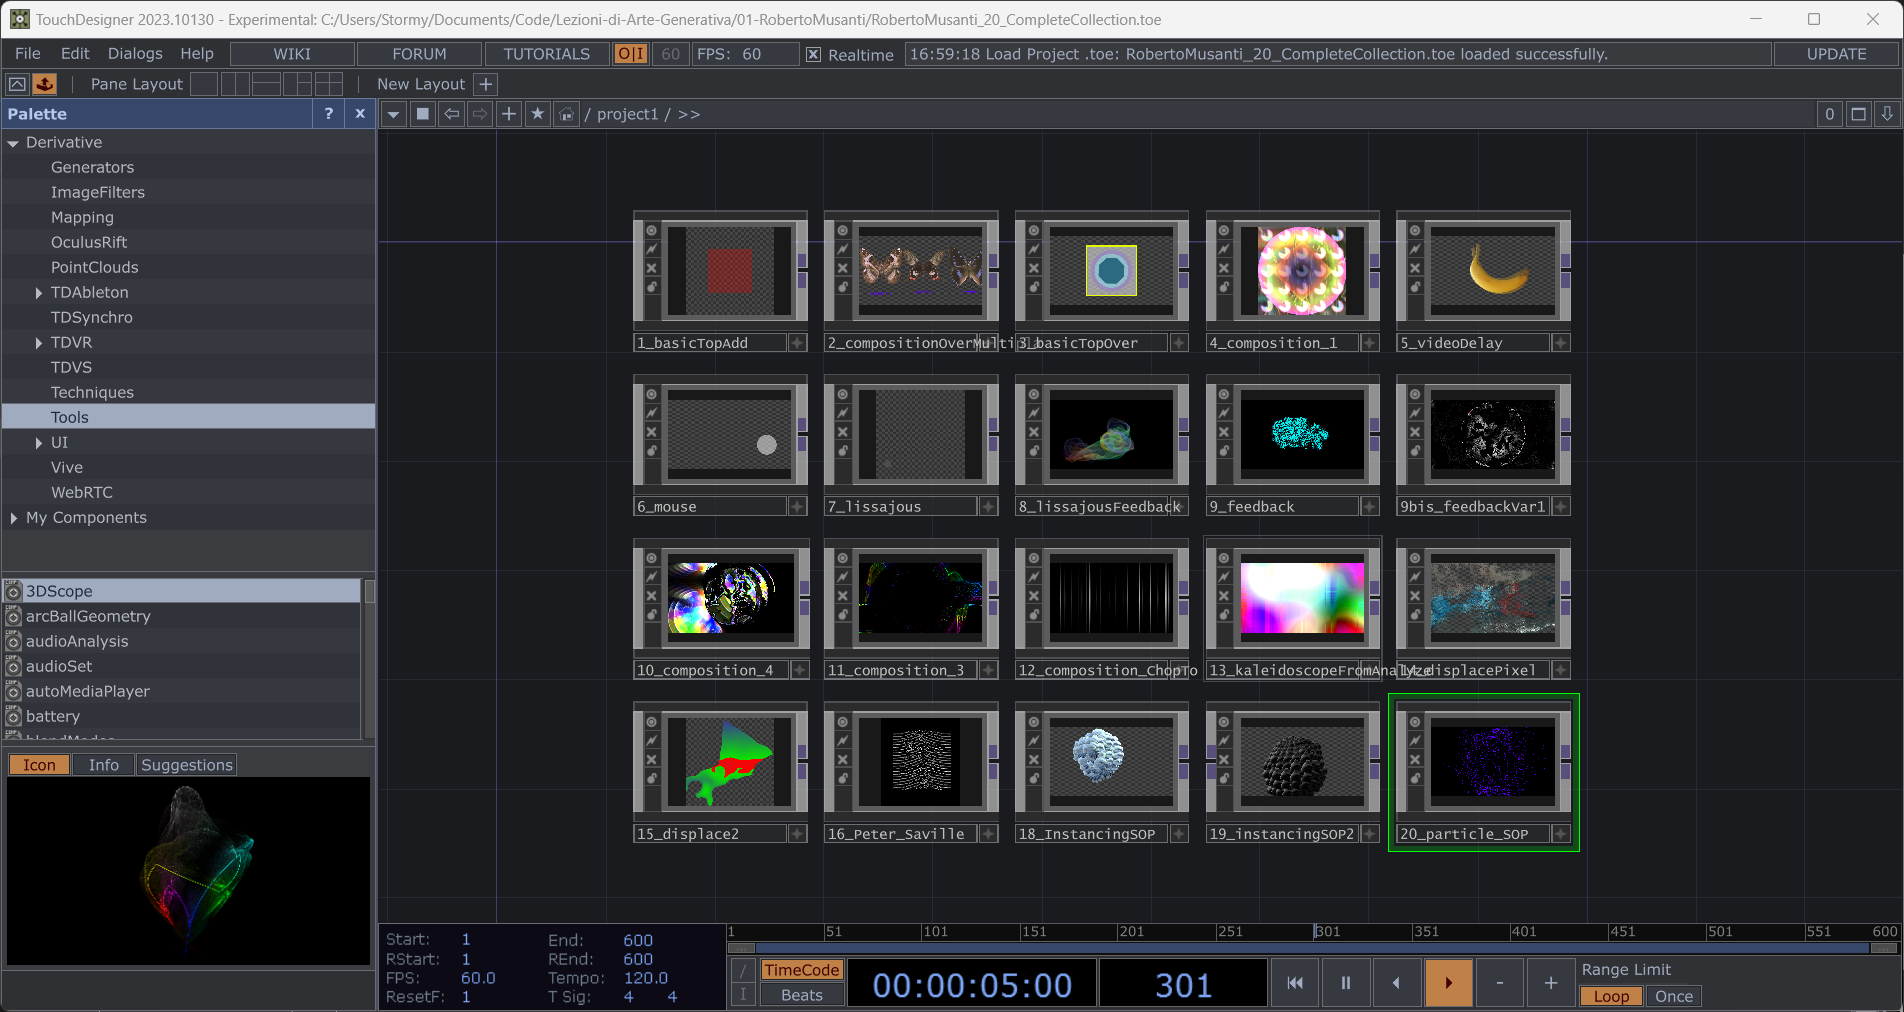 TouchDesigner 2023.10130 - Experimental: C:/Users/Stormy/Documents/Code/Lezioni-di-Arte-Generativa/01-RobertoMusanti/RobertoMusanti_20_CompleteCollection.toe
File Edit Dialogs Help WIKI FORUM TUTORIALS O|I 60 FPS: 60 Realtime 16:59:18 Load Project .toe: RobertoMusanti_20_CompleteCollection.toe loaded successfully. UPDATE
Pane Layout New Layout +
Palette ? x
/ project1 / >> 0
Derivative
Generators
ImageFilters
Mapping
OculusRift
PointClouds
TDAbleton
TDSynchro
TDVR
TDVS
Techniques
Tools
UI
Vive
WebRTC
My Components
3DScope
arcBallGeometry
audioAnalysis
audioSet
autoMediaPlayer
battery
Icon Info Suggestions
1_basicTopAdd 2_compositionOverMultiple 3_basicTopOver 4_composition_1 5_videoDelay
6_mouse 7_lissajous 8_lissajousFeedback 9_feedback 9bis_feedbackVar1
10_composition_4 11_composition_3 12_composition_ChopTo 13_kaleidoscopeFromAnalyze 14_displacePixel
15_displace2 16_Peter_Saville 18_InstancingSOP 19_instancingSOP2 20_particle_SOP
1 51 101 151 201 251 301 351 401 451 501 551 600
Start: 1 End: 600
RStart: 1 REnd: 600
FPS: 60.0 Tempo: 120.0
ResetF: 1 T Sig: 4 4
TimeCode
Beats
00:00:05:00 301
- +
Range Limit
Loop Once